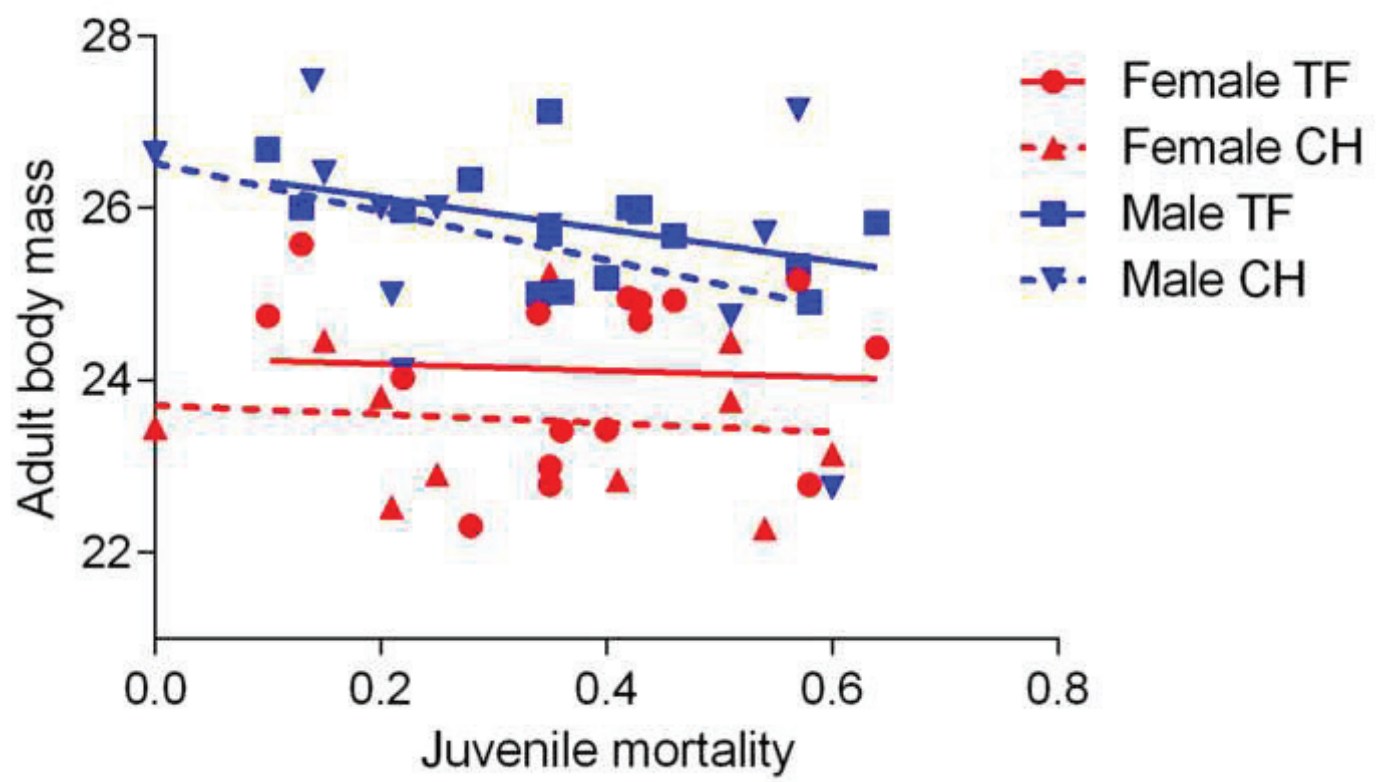 28
26
24
22
Adult body mass
0.0
0.2
0.4
0.6
0.8
Juvenile mortality
Female TF
Female CH
Male TF
Male CH